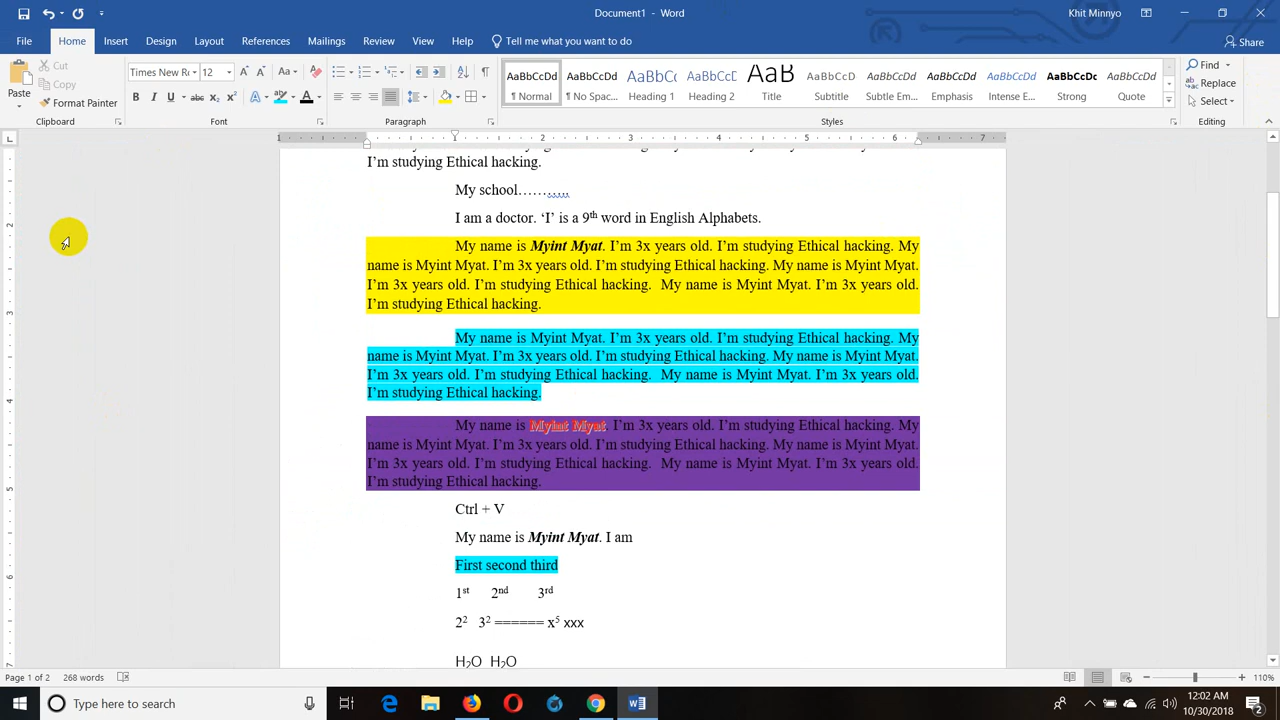 Document1 - Word
Khit Minnyo
File Home Insert Design Layout References Mailings Review View Help Tell me what you want to do Share
Paste
Cut
Copy
Format Painter
Clipboard
Times New Ro 12
Font
Paragraph
AaBbCcDd AaBbCcDd AaBbC( AaBbCcD AaB AaBbCcD AaBbCcDd AaBbCcDd AaBbCcDd AaBbCcDc AaBbCcDd
¶ Normal ¶ No Spac... Heading 1 Heading 2 Title Subtitle Subtle Em... Emphasis Intense E... Strong Quote
Styles
Find
Replace
Select
Editing
I'm studying Ethical hacking.
My school………..
I am a doctor. ‘I’ is a 9th word in English Alphabets.
My name is Myint Myat. I’m 3x years old. I’m studying Ethical hacking. My
name is Myint Myat. I’m 3x years old. I’m studying Ethical hacking. My name is Myint Myat.
I’m 3x years old. I’m studying Ethical hacking.  My name is Myint Myat. I’m 3x years old.
I’m studying Ethical hacking.
My name is Myint Myat. I’m 3x years old. I’m studying Ethical hacking. My
name is Myint Myat. I’m 3x years old. I’m studying Ethical hacking. My name is Myint Myat.
I’m 3x years old. I’m studying Ethical hacking.  My name is Myint Myat. I’m 3x years old.
I’m studying Ethical hacking.
My name is Myint Myat. I’m 3x years old. I’m studying Ethical hacking. My
name is Myint Myat. I’m 3x years old. I’m studying Ethical hacking. My name is Myint Myat.
I’m 3x years old. I’m studying Ethical hacking.  My name is Myint Myat. I’m 3x years old.
I’m studying Ethical hacking.
Ctrl + V
My name is Myint Myat. I am
First second third
1st 2nd 3rd
2² 3² ====== x⁵ xxx
H₂O H₂O
Page 1 of 2 268 words
110%
Type here to search
12:02 AM
10/30/2018